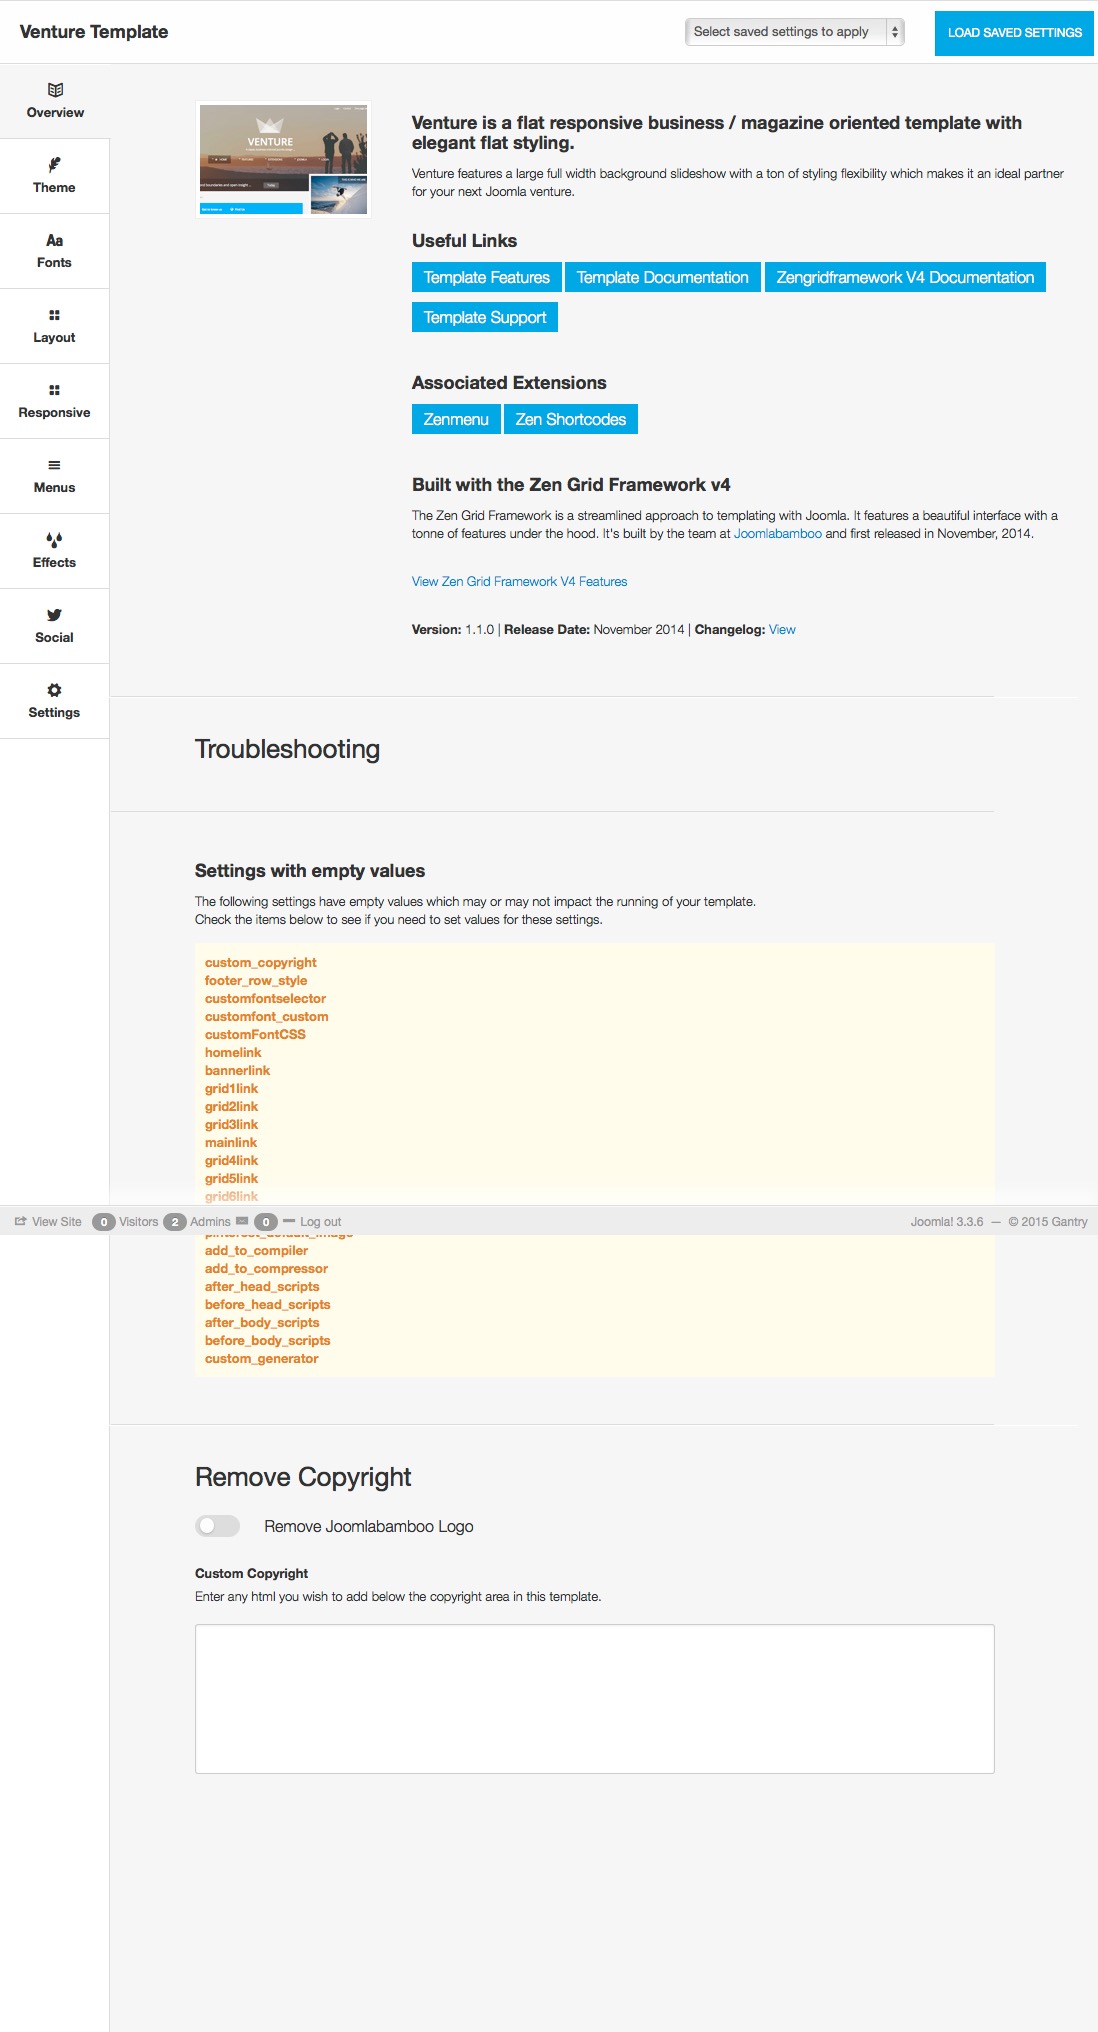 Venture Template
Select saved settings to apply
LOAD SAVED SETTINGS
Overview
Theme
Aa
Fonts
Layout
Responsive
Menus
Effects
Social
Settings
VENTURE
Venture is a flat responsive business / magazine oriented template with
elegant flat styling.
Venture features a large full width background slideshow with a ton of styling flexibility which makes it an ideal partner
for your next Joomla venture.
Useful Links
Template Features
Template Documentation
Zengridframework V4 Documentation
Template Support
Associated Extensions
Zenmenu
Zen Shortcodes
Built with the Zen Grid Framework v4
The Zen Grid Framework is a streamlined approach to templating with Joomla. It features a beautiful interface with a
tonne of features under the hood. It's built by the team at Joomlabamboo and first released in November, 2014.
View Zen Grid Framework V4 Features
Version: 1.1.0 | Release Date: November 2014 | Changelog: View
Troubleshooting
Settings with empty values
The following settings have empty values which may or may not impact the running of your template.
Check the items below to see if you need to set values for these settings.
custom_copyright
footer_row_style
customfontselector
customfont_custom
customFontCSS
homelink
bannerlink
grid1link
grid2link
grid3link
mainlink
grid4link
grid5link
grid6link
View Site 0 Visitors 2 Admins 0 Log out
Joomla! 3.3.6 — © 2015 Gantry
pinterest_default_image
add_to_compiler
add_to_compressor
after_head_scripts
before_head_scripts
after_body_scripts
before_body_scripts
custom_generator
Remove Copyright
Remove Joomlabamboo Logo
Custom Copyright
Enter any html you wish to add below the copyright area in this template.